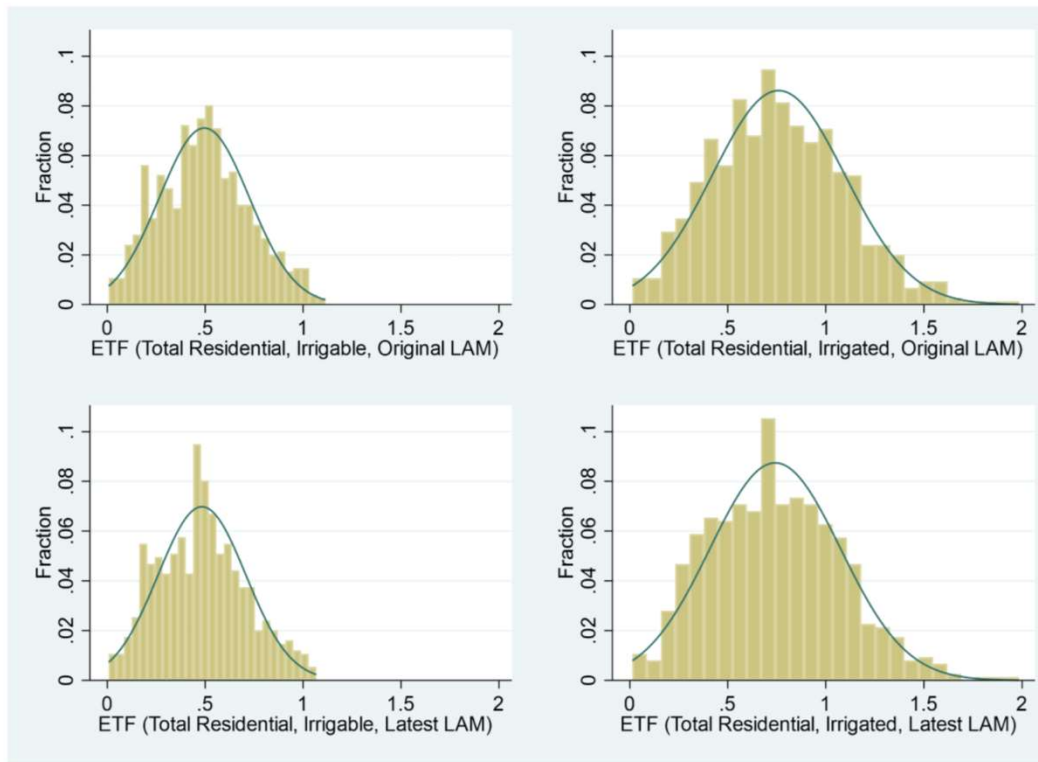 .1
.08
.06
.04
.02
0
Fraction
0 .5 1 1.5 2
ETF (Total Residential, Irrigable, Original LAM)
.1
.08
.06
.04
.02
0
Fraction
0 .5 1 1.5 2
ETF (Total Residential, Irrigated, Original LAM)
.1
.08
.06
.04
.02
0
Fraction
0 .5 1 1.5 2
ETF (Total Residential, Irrigable, Latest LAM)
.1
.08
.06
.04
.02
0
Fraction
0 .5 1 1.5 2
ETF (Total Residential, Irrigated, Latest LAM)